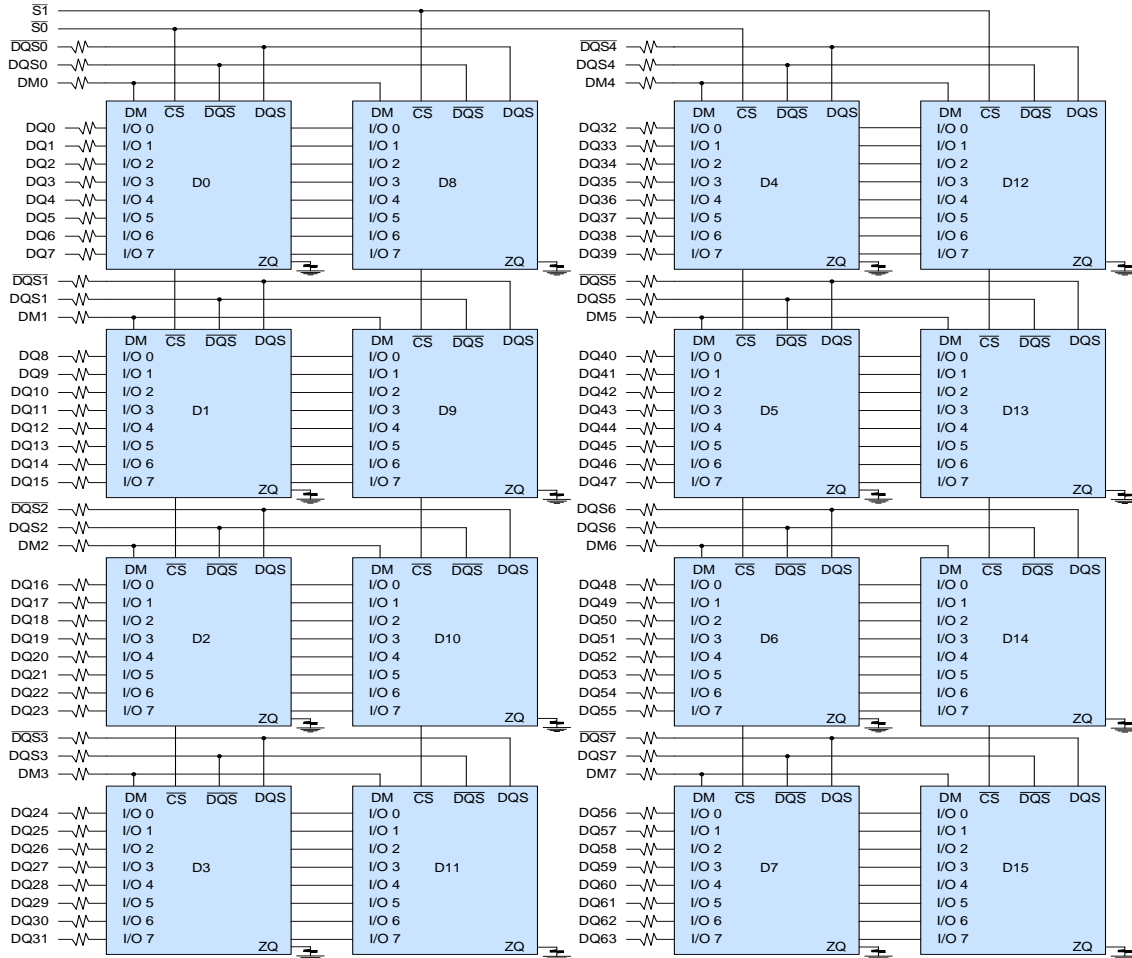 S1
S0
DQS0 DQS4
DQS0 DQS4
DM0 DM4
DM CS DQS DQS DM CS DQS DQS DM CS DQS DQS DM CS DQS DQS
DQ0 I/O 0 I/O 0 DQ32 I/O 0 I/O 0
DQ1 I/O 1 I/O 1 DQ33 I/O 1 I/O 1
DQ2 I/O 2 I/O 2 DQ34 I/O 2 I/O 2
DQ3 I/O 3 D0 I/O 3 D8 DQ35 I/O 3 D4 I/O 3 D12
DQ4 I/O 4 I/O 4 DQ36 I/O 4 I/O 4
DQ5 I/O 5 I/O 5 DQ37 I/O 5 I/O 5
DQ6 I/O 6 I/O 6 DQ38 I/O 6 I/O 6
DQ7 I/O 7 I/O 7 DQ39 I/O 7 I/O 7
ZQ ZQ ZQ ZQ
DQS1 DQS5
DQS1 DQS5
DM1 DM5
DM CS DQS DQS DM CS DQS DQS DM CS DQS DQS DM CS DQS DQS
DQ8 I/O 0 I/O 0 DQ40 I/O 0 I/O 0
DQ9 I/O 1 I/O 1 DQ41 I/O 1 I/O 1
DQ10 I/O 2 I/O 2 DQ42 I/O 2 I/O 2
DQ11 I/O 3 D1 I/O 3 D9 DQ43 I/O 3 D5 I/O 3 D13
DQ12 I/O 4 I/O 4 DQ44 I/O 4 I/O 4
DQ13 I/O 5 I/O 5 DQ45 I/O 5 I/O 5
DQ14 I/O 6 I/O 6 DQ46 I/O 6 I/O 6
DQ15 I/O 7 I/O 7 DQ47 I/O 7 I/O 7
ZQ ZQ ZQ ZQ
DQS2 DQS6
DQS2 DQS6
DM2 DM6
DM CS DQS DQS DM CS DQS DQS DM CS DQS DQS DM CS DQS DQS
DQ16 I/O 0 I/O 0 DQ48 I/O 0 I/O 0
DQ17 I/O 1 I/O 1 DQ49 I/O 1 I/O 1
DQ18 I/O 2 I/O 2 DQ50 I/O 2 I/O 2
DQ19 I/O 3 D2 I/O 3 D10 DQ51 I/O 3 D6 I/O 3 D14
DQ20 I/O 4 I/O 4 DQ52 I/O 4 I/O 4
DQ21 I/O 5 I/O 5 DQ53 I/O 5 I/O 5
DQ22 I/O 6 I/O 6 DQ54 I/O 6 I/O 6
DQ23 I/O 7 I/O 7 DQ55 I/O 7 I/O 7
ZQ ZQ ZQ ZQ
DQS3 DQS7
DQS3 DQS7
DM3 DM7
DM CS DQS DQS DM CS DQS DQS DM CS DQS DQS DM CS DQS DQS
DQ24 I/O 0 I/O 0 DQ56 I/O 0 I/O 0
DQ25 I/O 1 I/O 1 DQ57 I/O 1 I/O 1
DQ26 I/O 2 I/O 2 DQ58 I/O 2 I/O 2
DQ27 I/O 3 D3 I/O 3 D11 DQ59 I/O 3 D7 I/O 3 D15
DQ28 I/O 4 I/O 4 DQ60 I/O 4 I/O 4
DQ29 I/O 5 I/O 5 DQ61 I/O 5 I/O 5
DQ30 I/O 6 I/O 6 DQ62 I/O 6 I/O 6
DQ31 I/O 7 I/O 7 DQ63 I/O 7 I/O 7
ZQ ZQ ZQ ZQ